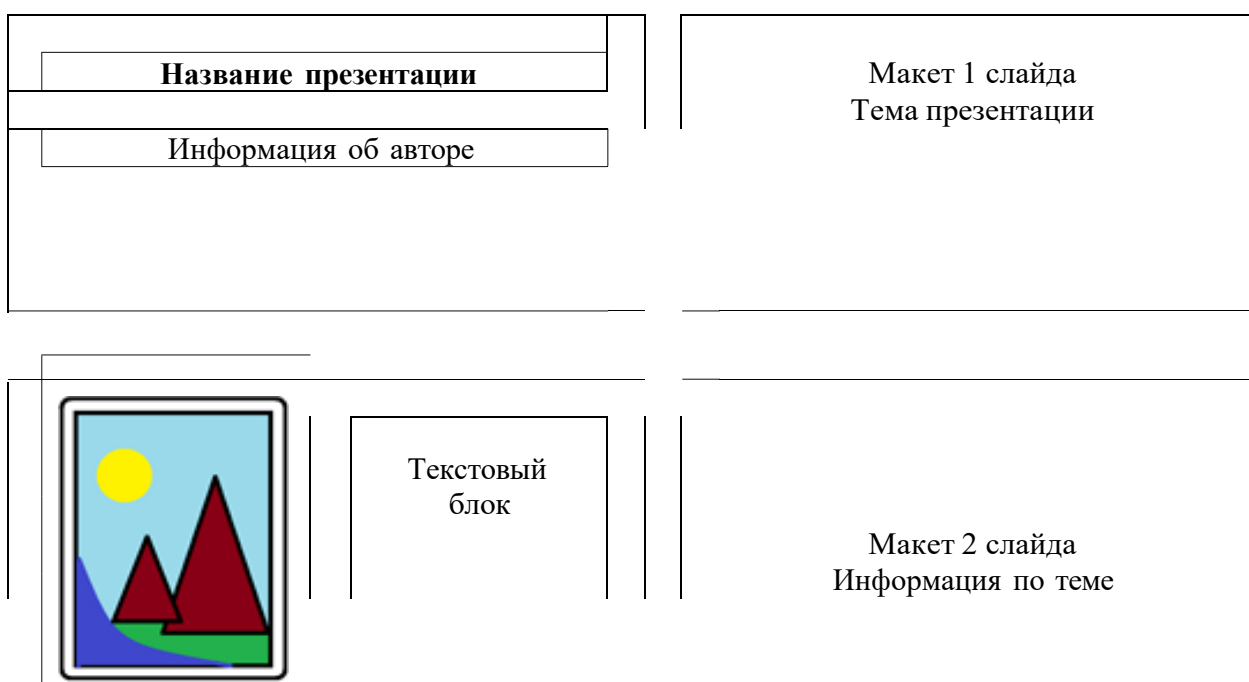 Название презентации
Макет 1 слайда
Тема презентации
Информация об авторе
Текстовый
блок
Макет 2 слайда
Информация по теме